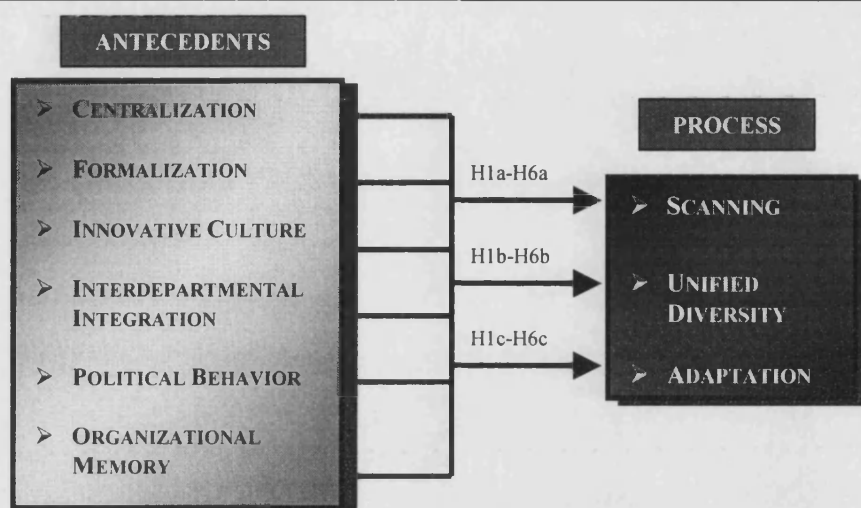 ANTECEDENTS
➢ CENTRALIZATION
➢ FORMALIZATION
➢ INNOVATIVE CULTURE
➢ INTERDEPARTMENTAL
INTEGRATION
➢ POLITICAL BEHAVIOR
➢ ORGANIZATIONAL
MEMORY
H1a-H6a
H1b-H6b
H1c-H6c
PROCESS
➢ SCANNING
➢ UNIFIED
DIVERSITY
➢ ADAPTATION